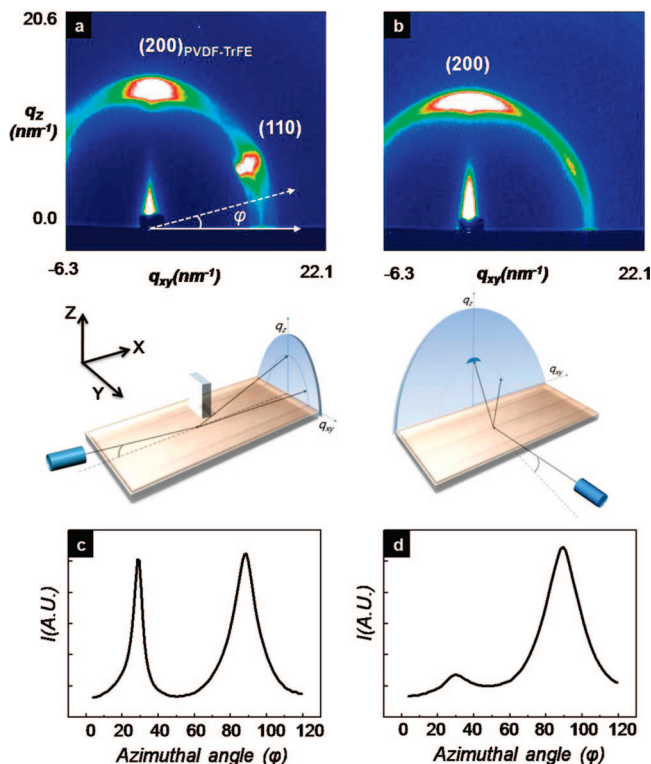 20.6
a
(200)PVDF-TrFE
qz
(nm-1)
(110)
0.0
φ
-6.3
qxy(nm-1)
22.1
b
(200)
-6.3
qxy(nm-1)
22.1
Z
X
Y
qz
qxy
qz
qxy
c
I(A.U.)
0 20 40 60 80 100 120
Azimuthal angle (φ)
d
I(A.U.)
0 20 40 60 80 100 120
Azimuthal angle (φ)